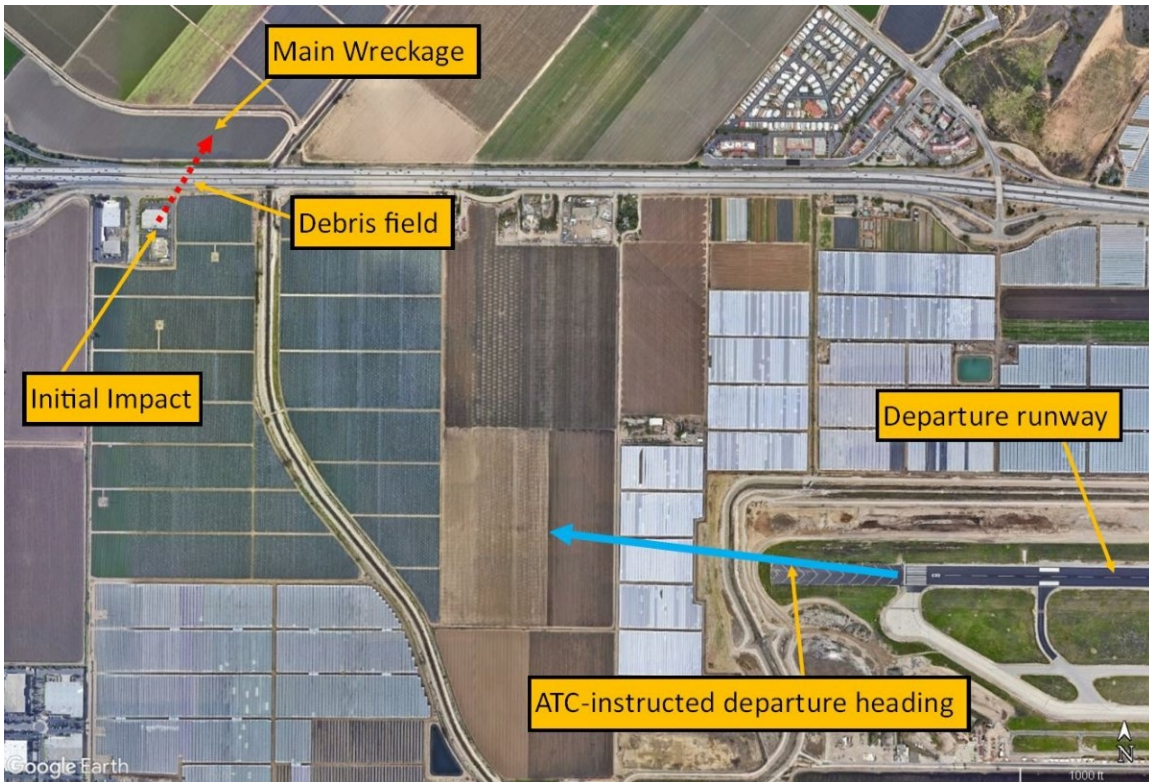 Main Wreckage
Debris field
Initial Impact
Departure runway
ATC-instructed departure heading
N
Google Earth
1000 ft